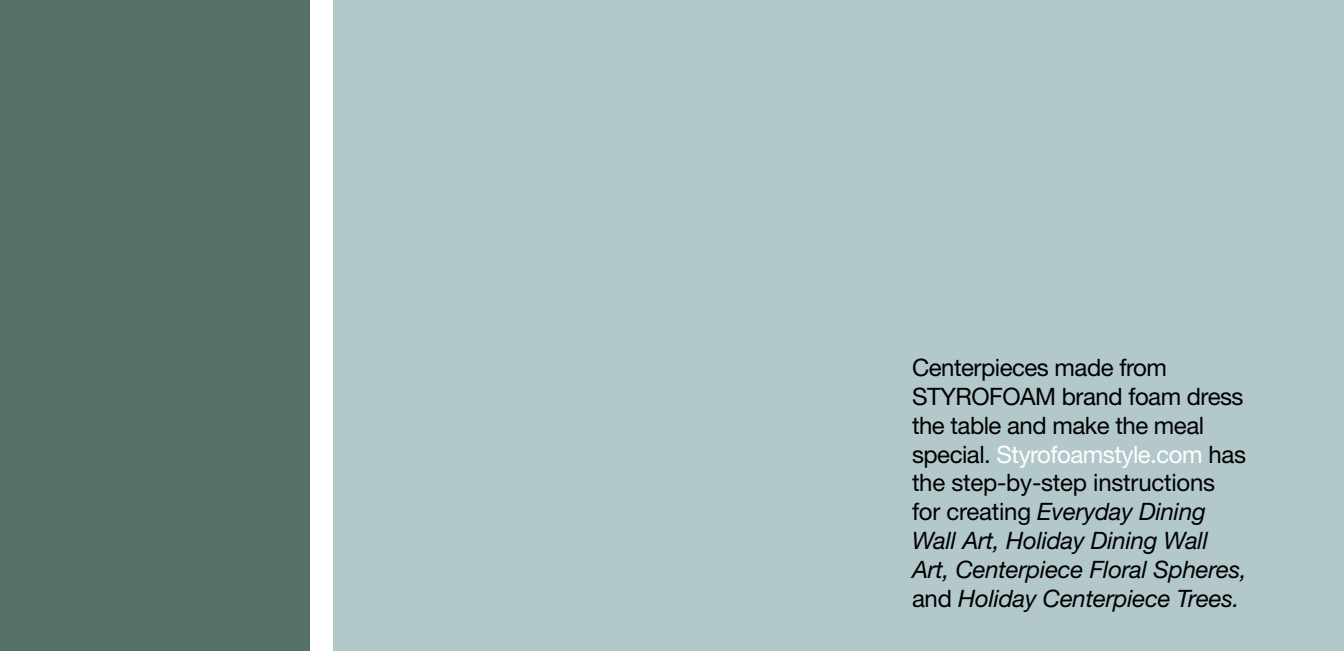 Centerpieces made from
STYROFOAM brand foam dress
the table and make the meal
special. Styrofoamstyle.com has
the step-by-step instructions
for creating Everyday Dining
Wall Art, Holiday Dining Wall
Art, Centerpiece Floral Spheres,
and Holiday Centerpiece Trees.